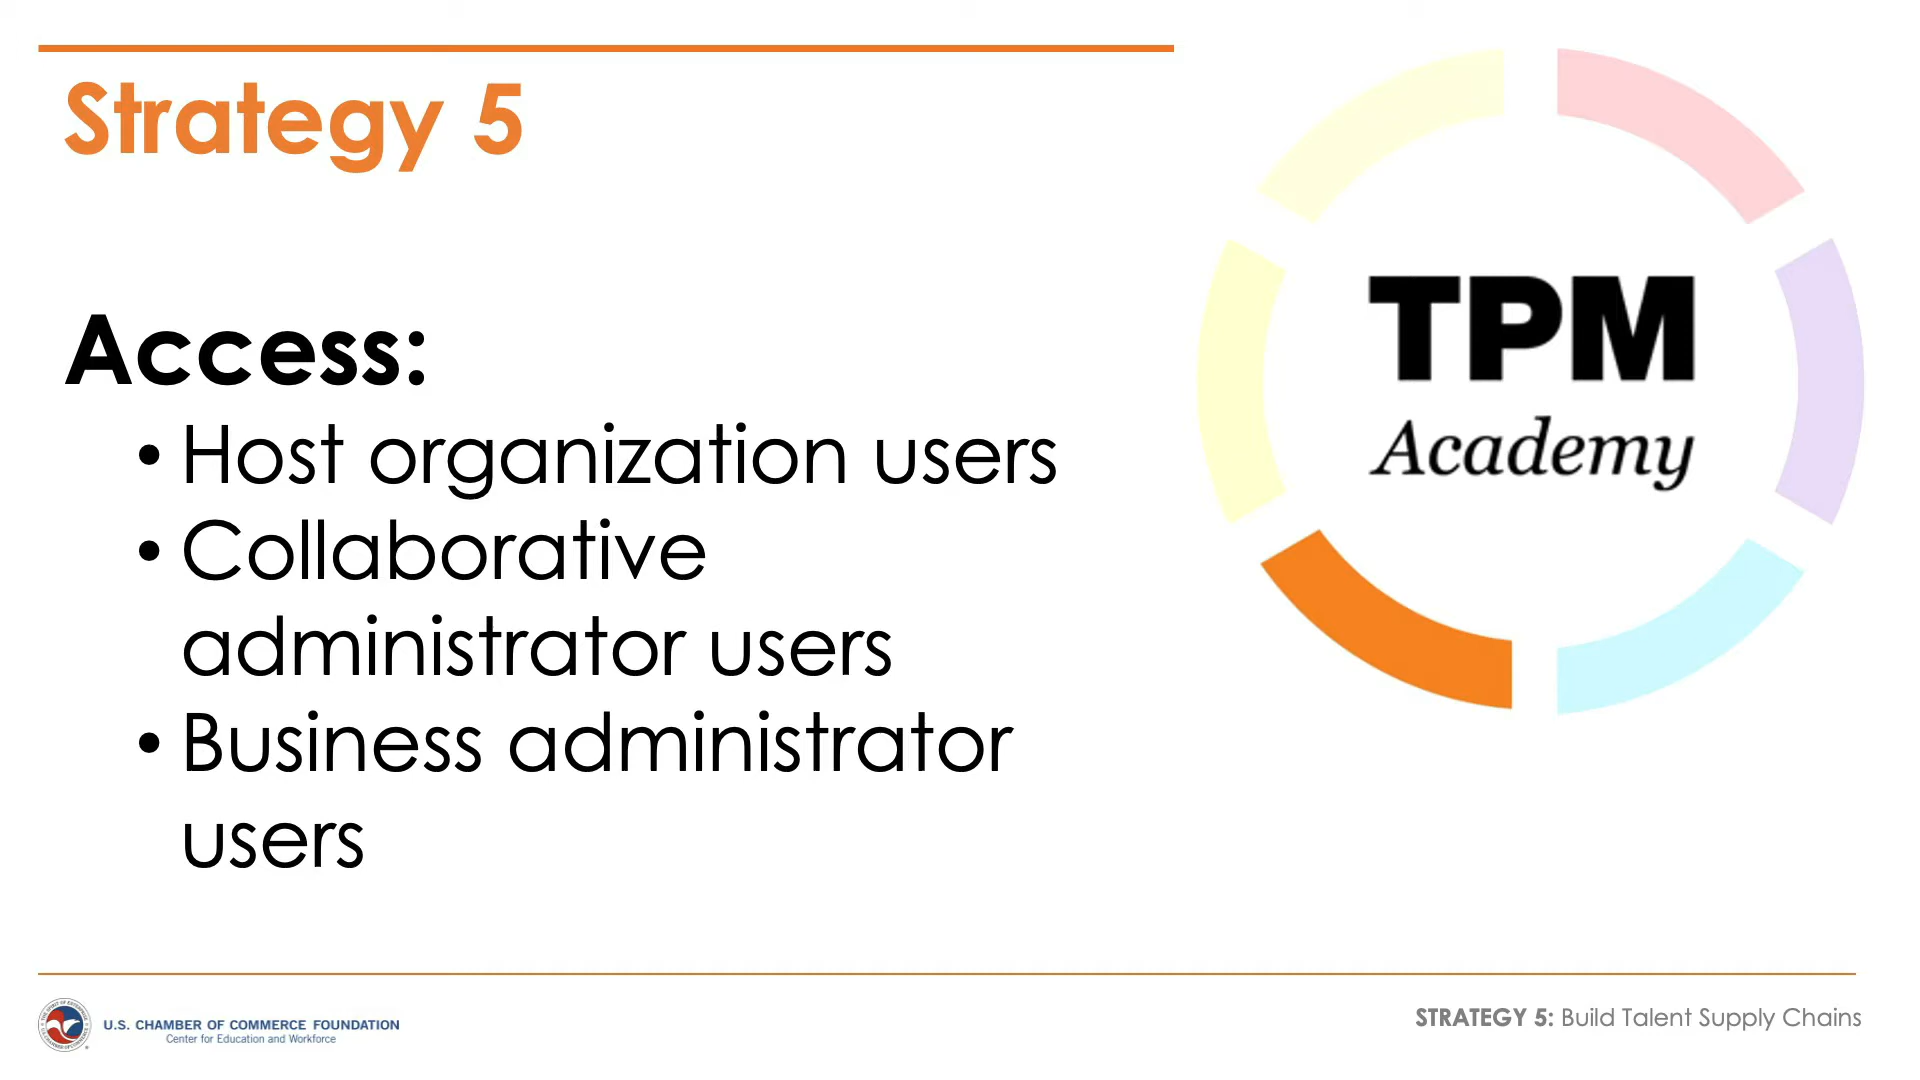 Strategy 5
Access:
• Host organization users
• Collaborative
administrator users
• Business administrator
users
TPM
Academy
U.S. CHAMBER OF COMMERCE FOUNDATION
Center for Education and Workforce
STRATEGY 5: Build Talent Supply Chains